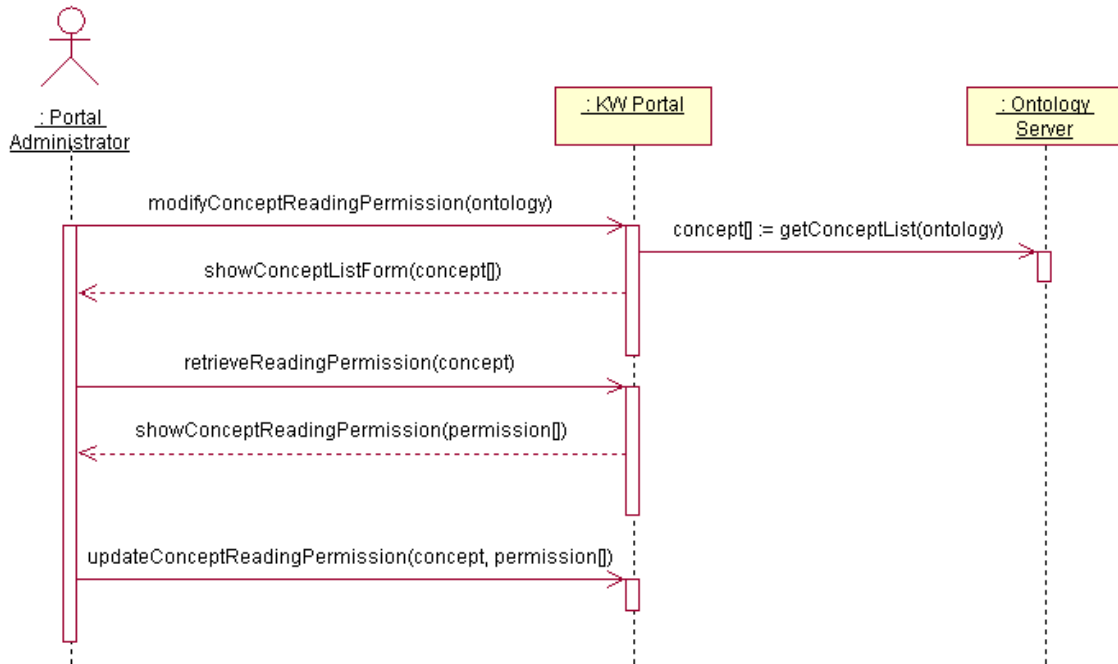 : Portal
Administrator
: KW Portal
: Ontology
Server
modifyConceptReadingPermission(ontology)
concept[] := getConceptList(ontology)
showConceptListForm(concept[])
retrieveReadingPermission(concept)
showConceptReadingPermission(permission[])
updateConceptReadingPermission(concept, permission[])